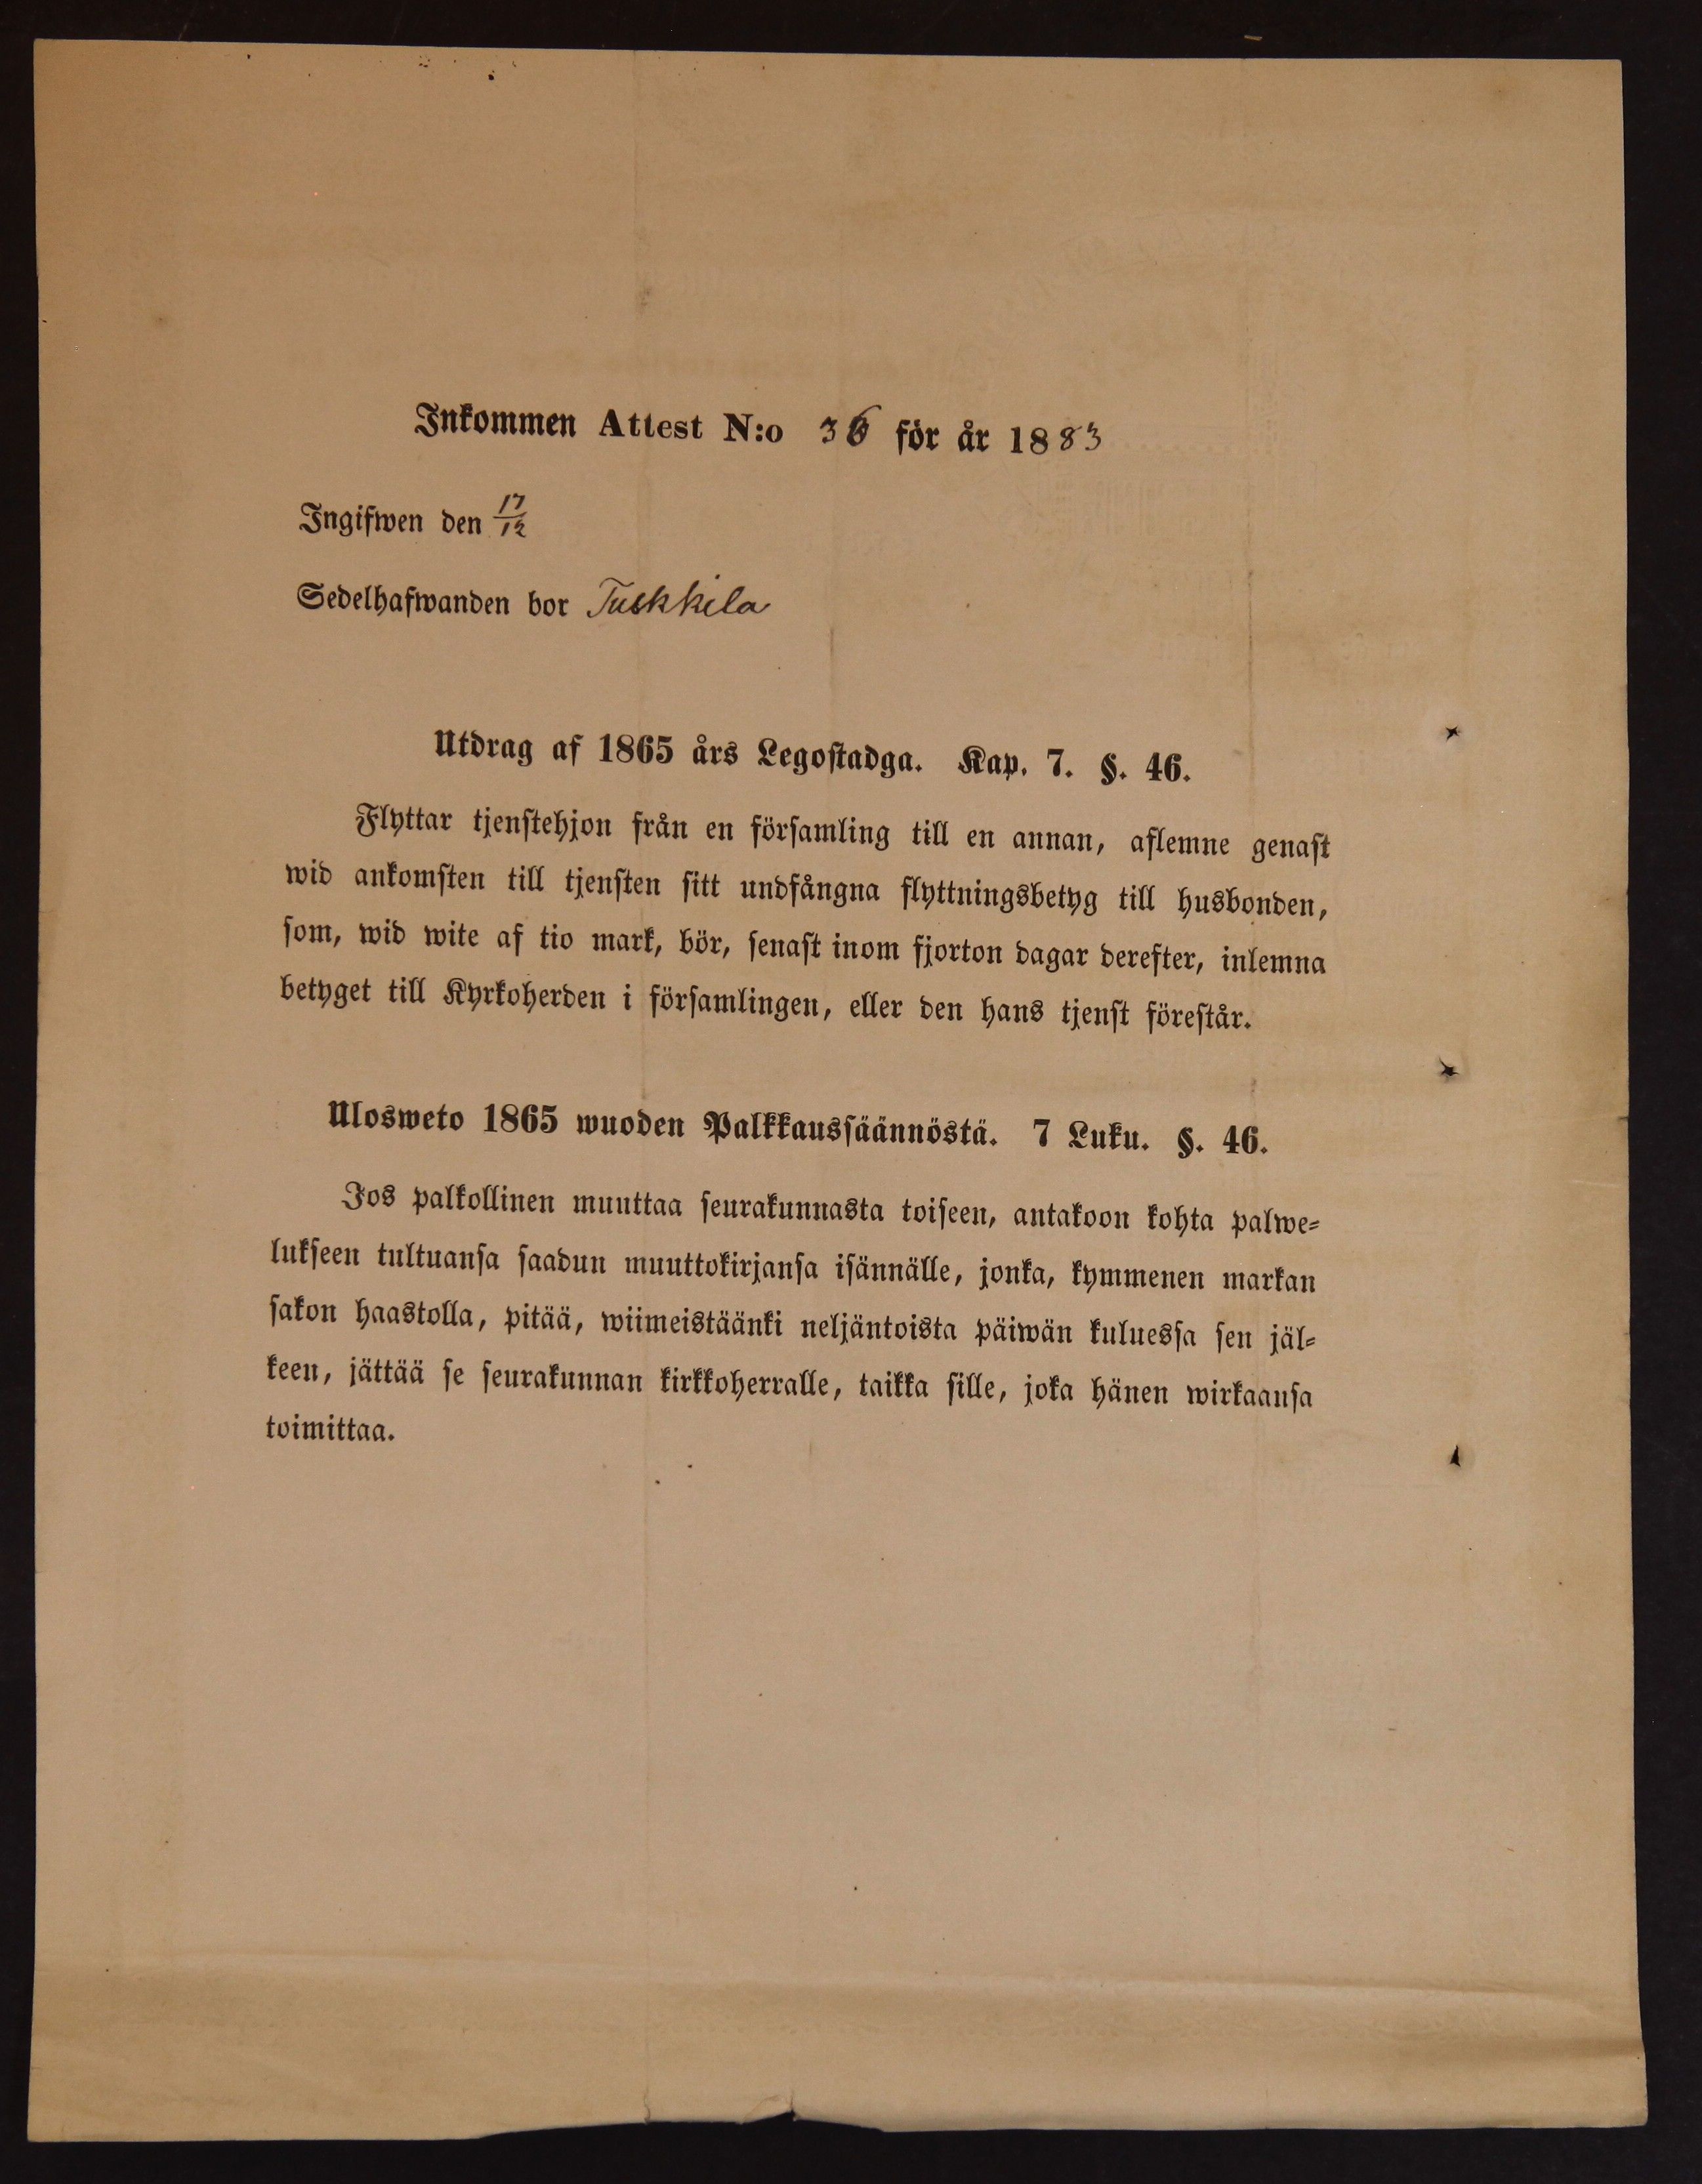 Inkommen Attest N:o 36 för år 1883
Ingifwen den 17/12
Sedelhafwanden bor
Utdrag af 1865 års Legostadga. Kap. 7. §. 46.
Flyttar tjenstehjon från en församling till en annan, aflemne genast
wid ankomsten till tjensten sitt undfångna flyttningsbetyg till husbonden,
som, wid wite af tio mark, bör, senast inom fjorton dagar derefter, inlemna
betyget till Kyrkoherden i församlingen, eller den hans tjenst förestår.
Ulosweto 1865 wuoden Palkkaussäännöstä. 7 Luku. §. 46.
Jos palkollinen muuttaa seurakunnasta toiseen, antakoon kohta palwe-
lukseen tultuansa saadun muuttokirjansa isännälle, jonka, kymmenen markan
sakon haastolla, pitää, wiimeistäänki neljäntoista päiwän kuluessa sen jäl-
keen, jättää se seurakunnan kirkkoherralle, taikka sille, joka hänen wirkaansa
toimittaa.